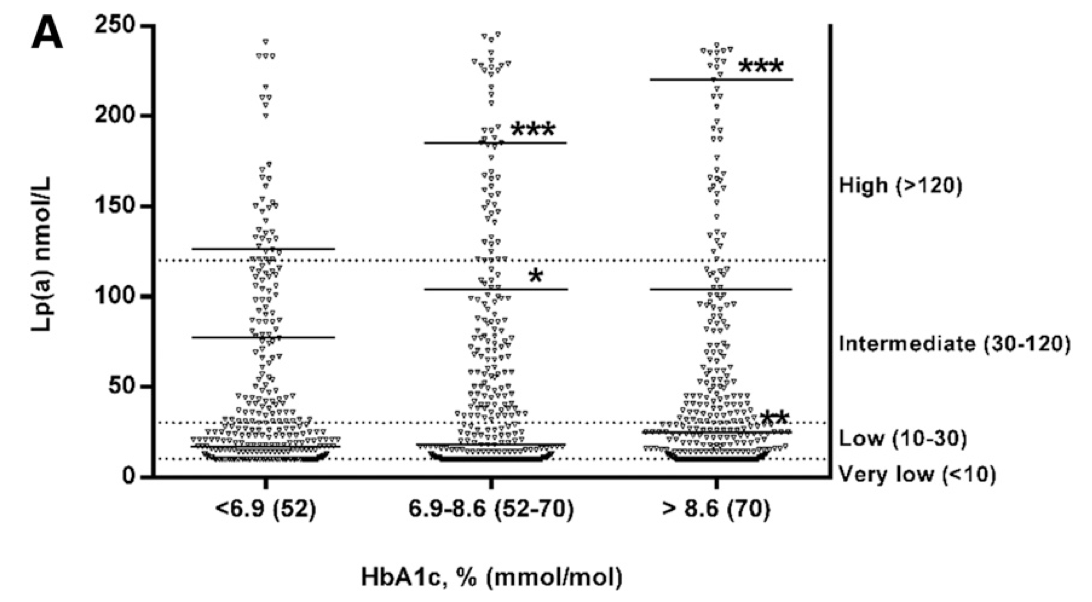 A
250
200
150
100
50
0
Lp(a) nmol/L
***
***
*
**
High (>120)
Intermediate (30-120)
Low (10-30)
Very low (<10)
<6.9 (52)
6.9-8.6 (52-70)
> 8.6 (70)
HbA1c, % (mmol/mol)